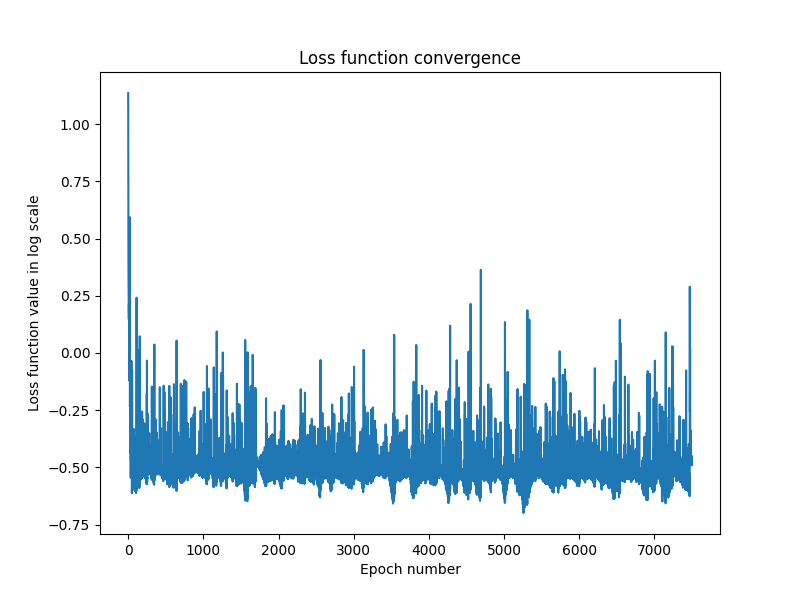 Loss function convergence
Loss function value in log scale
1.00
0.75
0.50
0.25
0.00
−0.25
−0.50
−0.75
0 1000 2000 3000 4000 5000 6000 7000
Epoch number